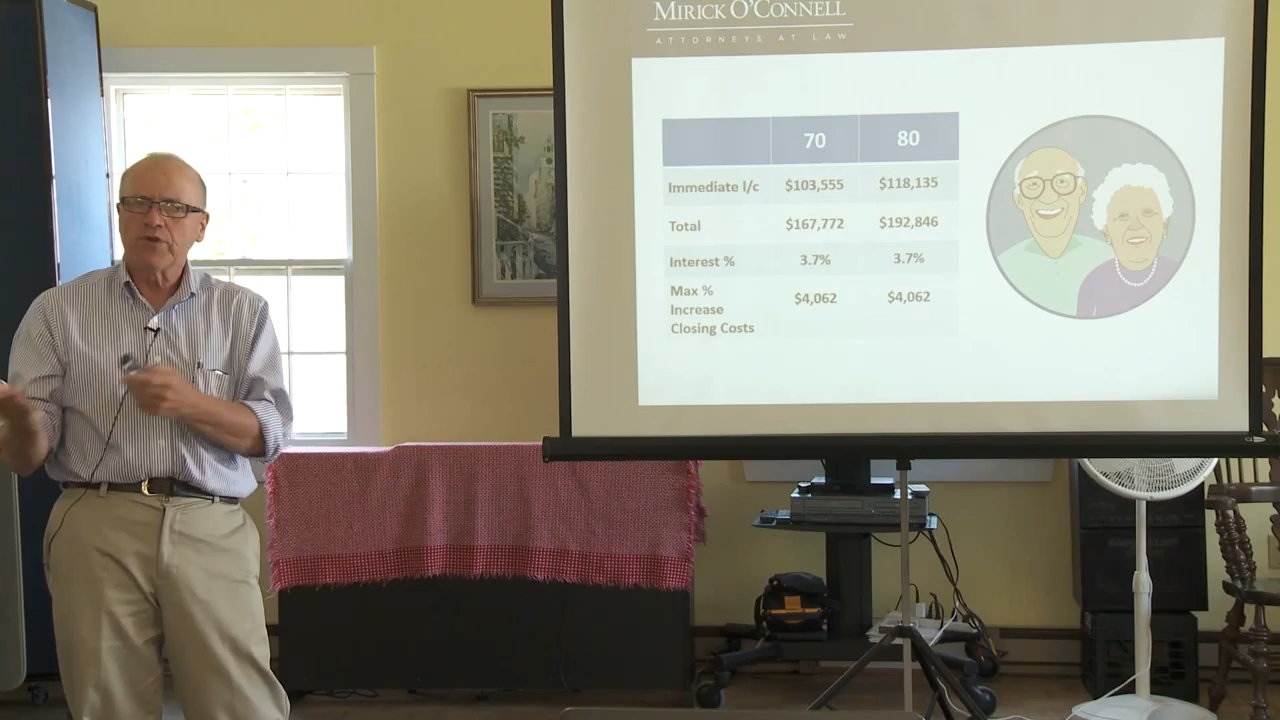 MIRICK O'CONNELL
ATTORNEYS AT LAW
70 80
Immediate l/c $103,555 $118,135
Total $167,772 $192,846
Interest % 3.7% 3.7%
Max %
Increase $4,062 $4,062
Closing Costs